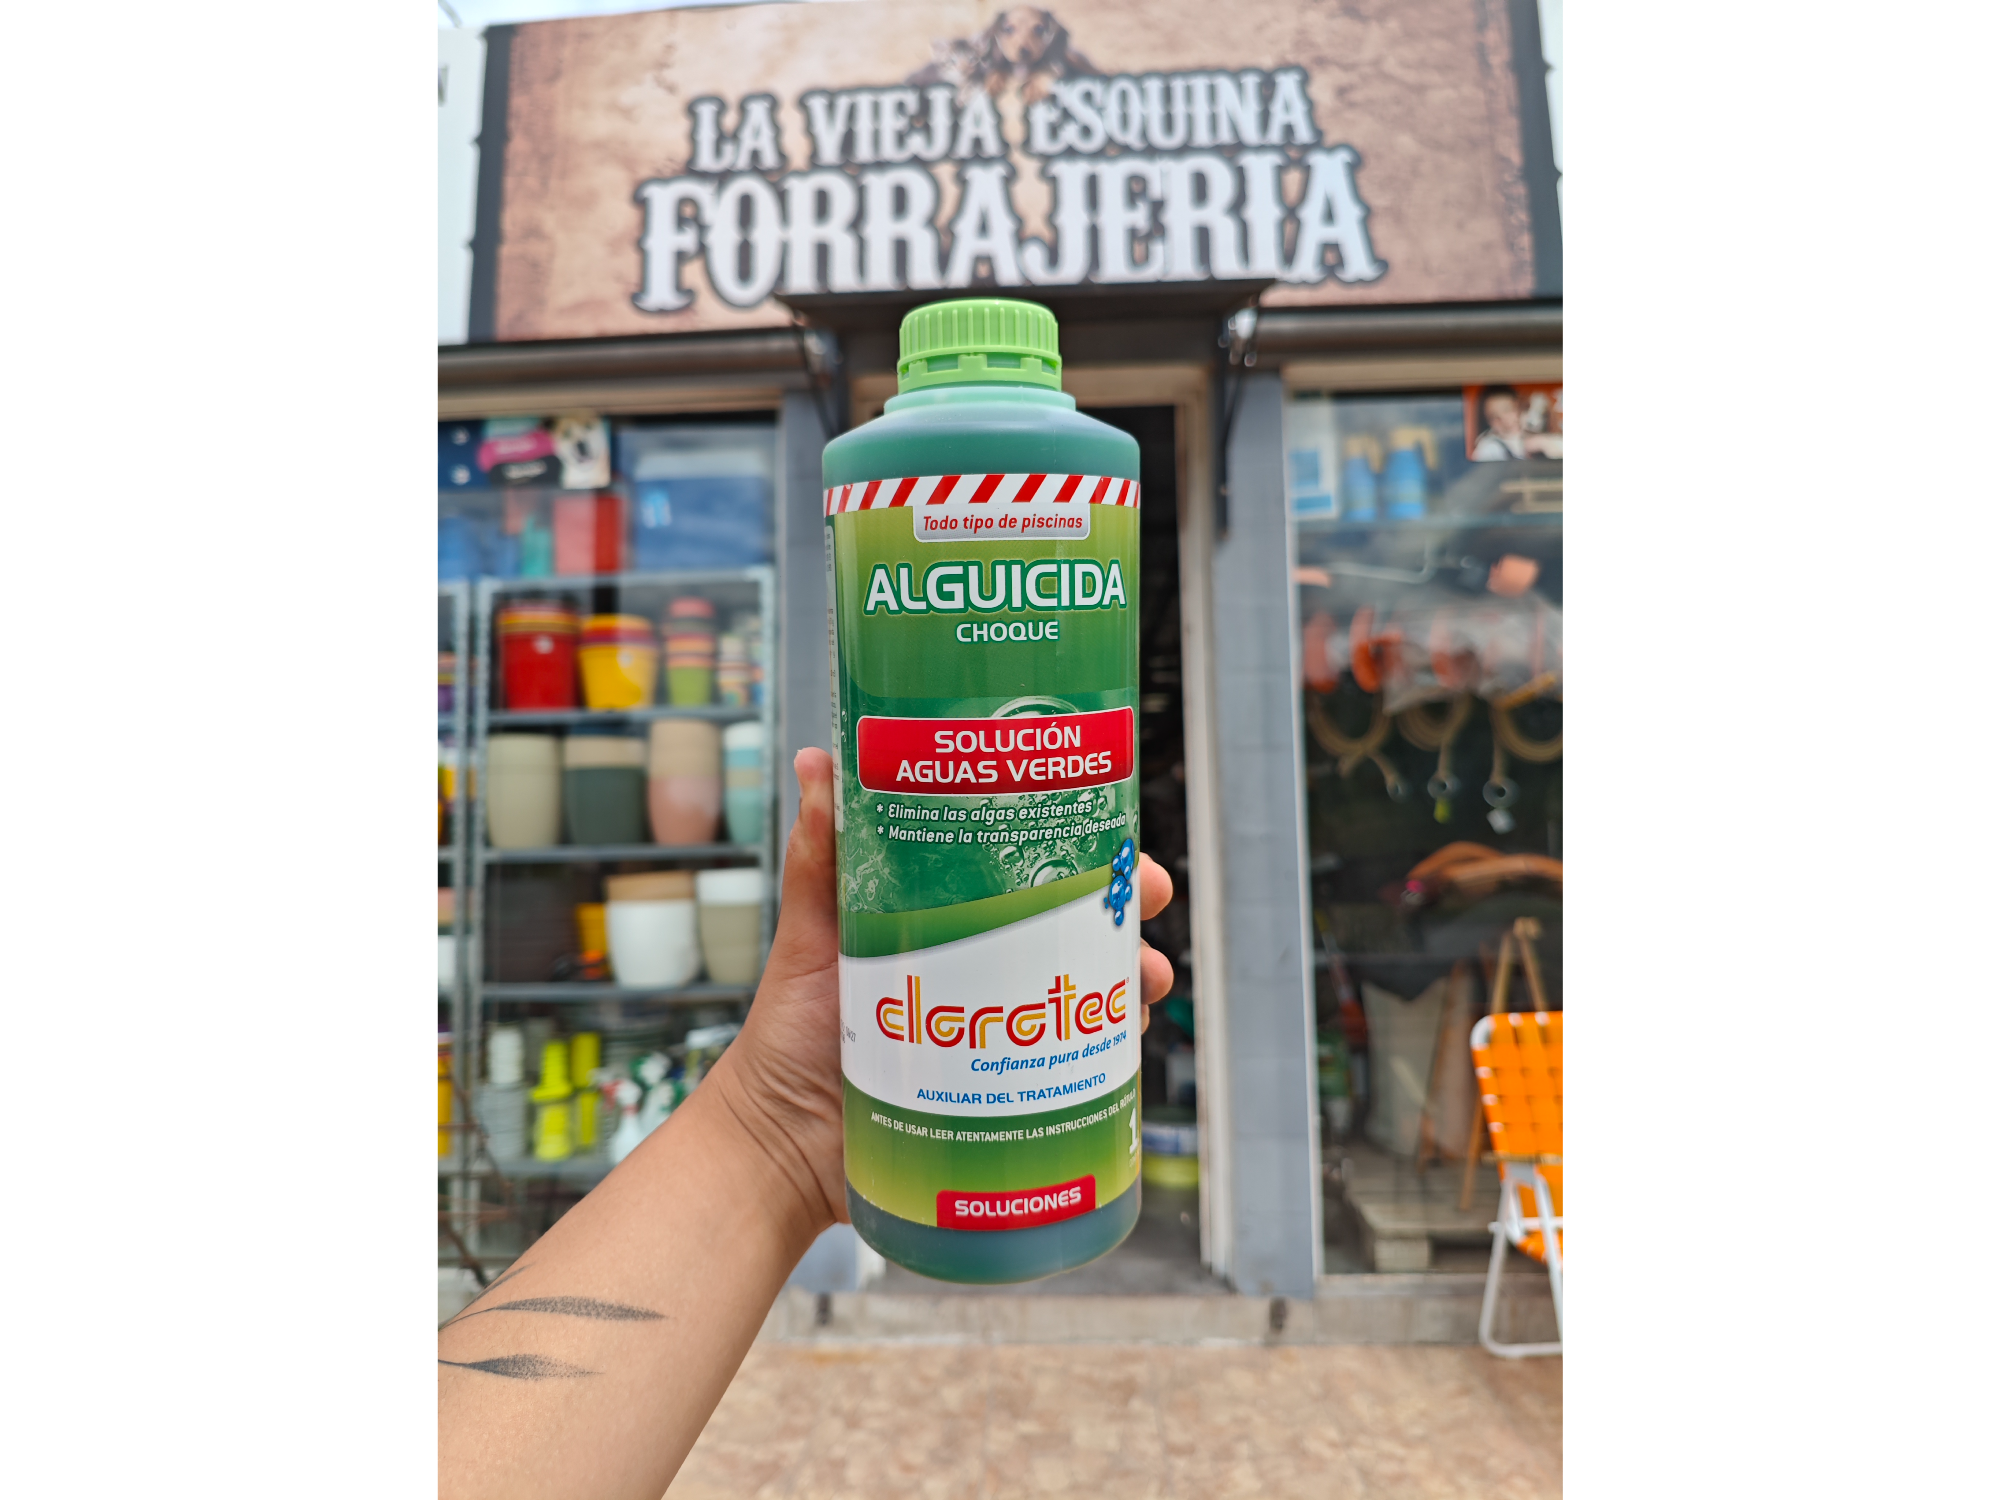 LA VIEJA ESQUINA
FORRAJERIA
Todo tipo de piscinas
ALGUICIDA
CHOQUE
SOLUCIÓN
AGUAS VERDES
* Elimina las algas existentes
* Mantiene la transparencia deseada
clorotec
Confianza pura desde 1974
AUXILIAR DEL TRATAMIENTO
ANTES DE USAR LEER ATENTAMENTE LAS INSTRUCCIONES DEL RÓTULO
1
SOLUCIONES